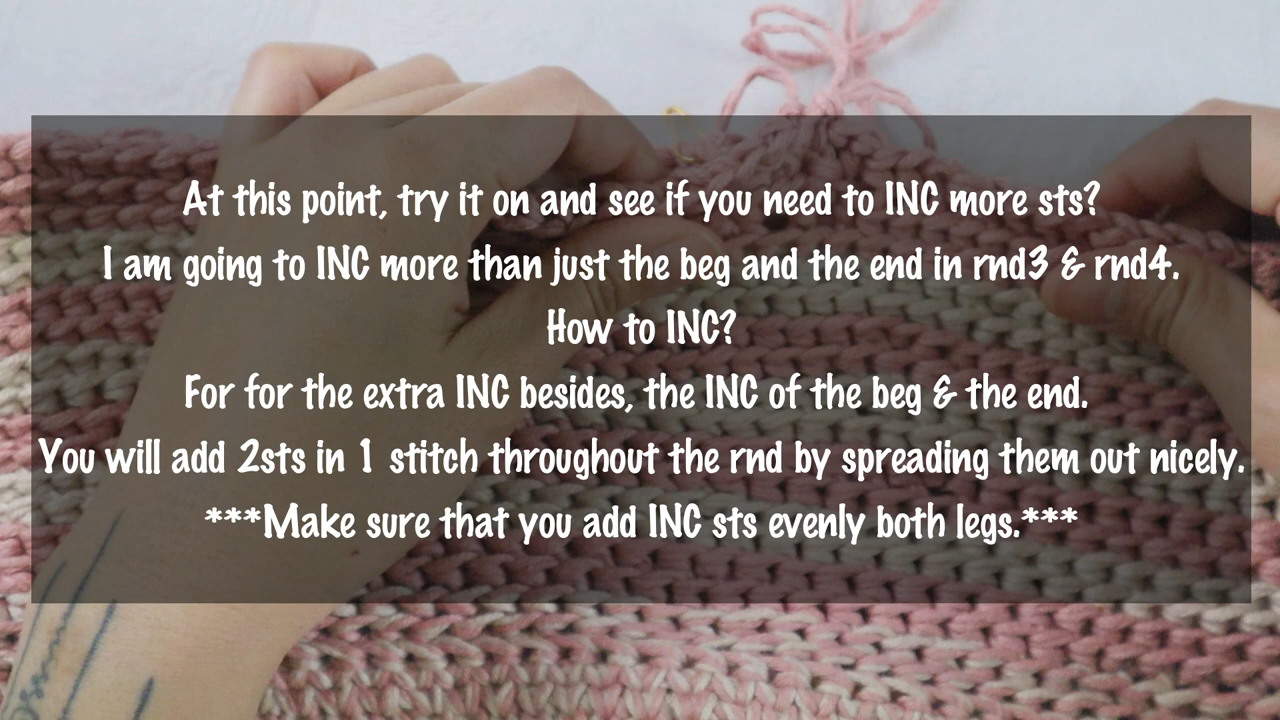 At this point, try it on and see if you need to INC more sts?
I am going to INC more than just the beg and the end in rnd3 & rnd4.
How to INC?
For for the extra INC besides, the INC of the beg & the end.
You will add 2sts in 1 stitch throughout the rnd by spreading them out nicely.
***Make sure that you add INC sts evenly both legs.***